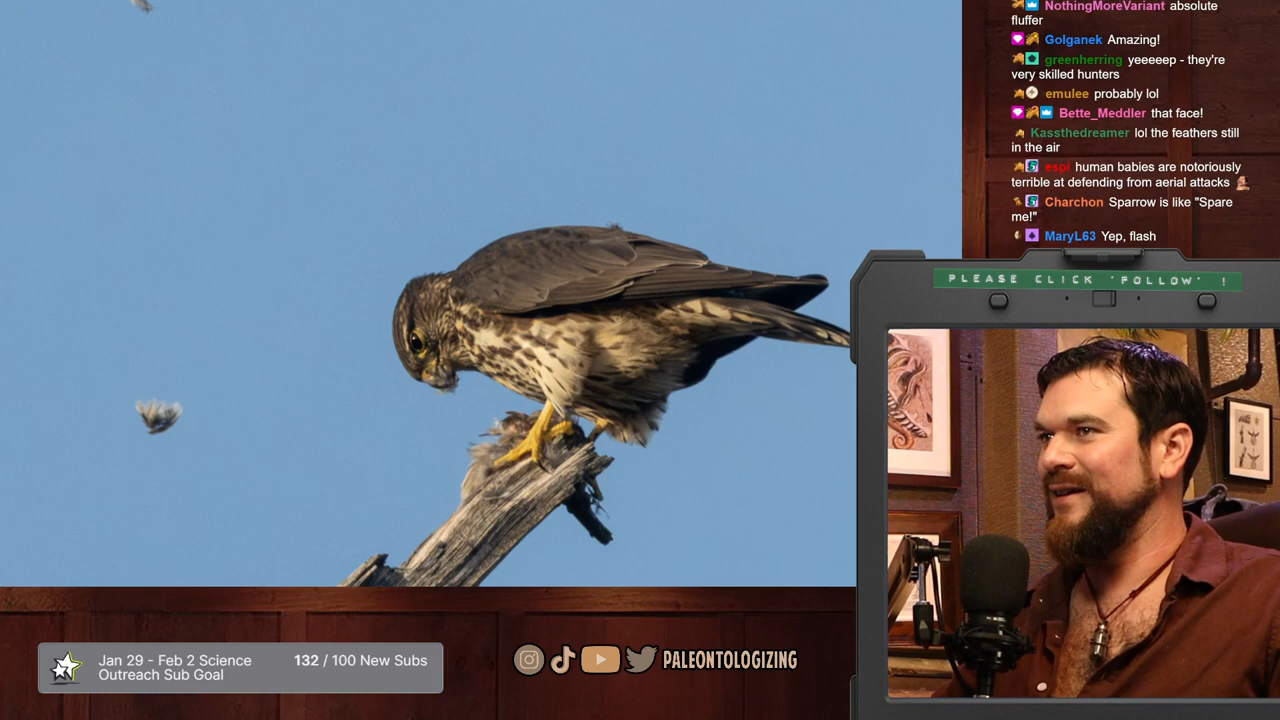 NothingMoreVariant absolute
fluffer
Golganek Amazing!
greenherring yeeeeep - they're
very skilled hunters
emulee probably lol
Bette_Meddler that face!
Kassthedreamer lol the feathers still
in the air
espi human babies are notoriously
terrible at defending from aerial attacks
Charchon Sparrow is like "Spare
me!"
MaryL63 Yep, flash
PLEASE CLICK 'FOLLOW' !
Jan 29 - Feb 2 Science
Outreach Sub Goal
132 / 100 New Subs
PALEONTOLOGIZING